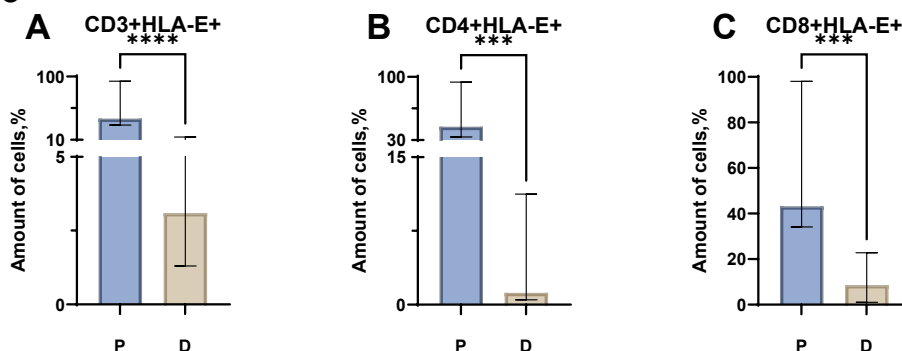 A CD3+HLA-E+
****
Amount of cells,%
100
10
5
0
P D
B CD4+HLA-E+
***
Amount of cells,%
100
30
15
0
P D
C CD8+HLA-E+
***
Amount of cells,%
100
80
60
40
20
0
P D